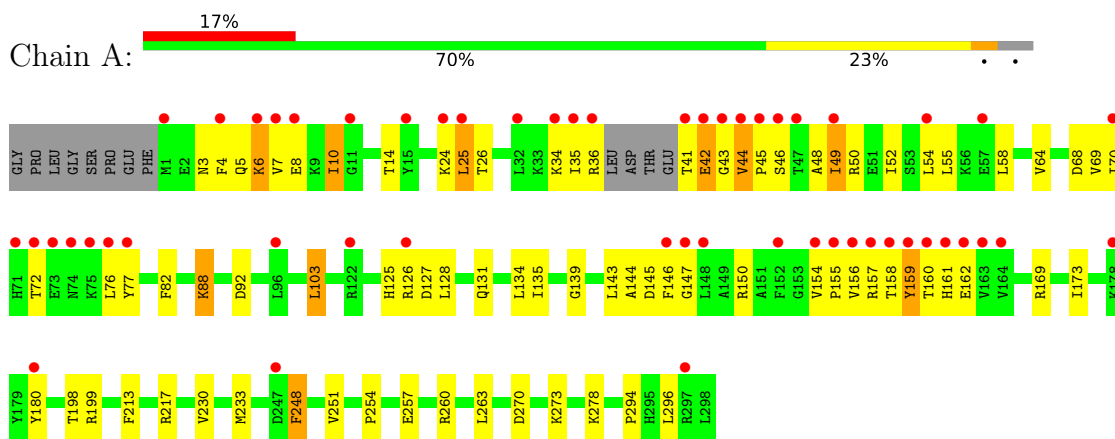 17%
Chain A:
70% 23% • •
GLY PRO LEU GLY SER PRO GLU PHE M1 E2 N3 F4 Q5 K6 V7 E8 K9 I10 G11 T14 Y15 K24 L25 T26 L32 K33 K34 I35 R36 LEU ASP THR GLU T41 E42 G43 V44 P45 S46 T47 A48 I49 R50 E51 I52 S53 L54 L55 K56 E57 L58 V64 D68 V69 I70
H71 T72 E73 N74 K75 L76 Y77 F82 K88 D92 L96 L103 R122 H125 R126 D127 L128 Q131 L134 I135 G139 L143 A144 D145 F146 G147 L148 A149 R150 A151 F152 G153 V154 P155 V156 R157 T158 Y159 T160 H161 E162 V163 V164 R169 I173 K178
Y179 Y180 T198 R199 F213 R217 V230 M233 D247 F248 V251 P254 E257 R260 L263 D270 K273 K278 P294 H295 L296 R297 L298